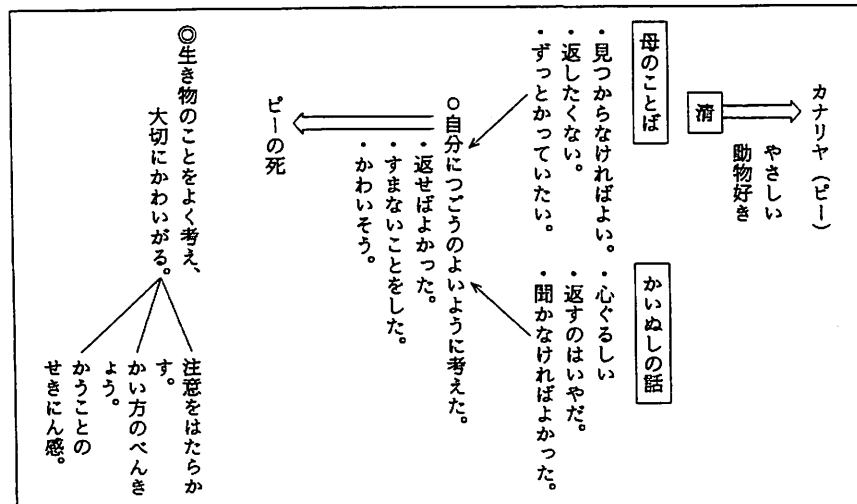 カナリヤ(ピー)
やさしい
助物好き
清
母のことば
・見つからなければよい。
・返したくない。
・ずっとかっていたい。
かいぬしの話
・心ぐるしい
・返すのはいやだ。
・聞かなければよかった。
○自分につごうのよいように考えた。
・返せばよかった。
・すまないことをした。
・かわいそう。
ピーの死
◎生き物のことをよく考え、
大切にかわいがる。
注意をはたらか
す。
かい方のべんき
ょう。
かうことの
せきにん感。